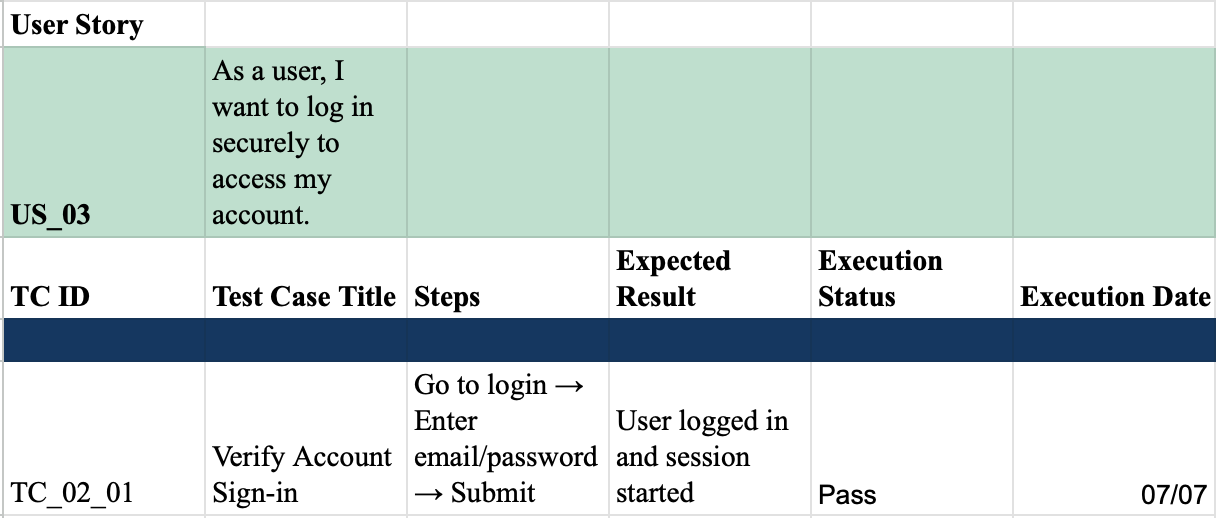 User Story
US_03
As a user, I
want to log in
securely to
access my
account.
TC ID
Test Case Title
Steps
Expected
Result
Execution
Status
Execution Date
TC_02_01
Verify Account
Sign-in
Go to login →
Enter
email/password
→ Submit
User logged in
and session
started
Pass
07/07